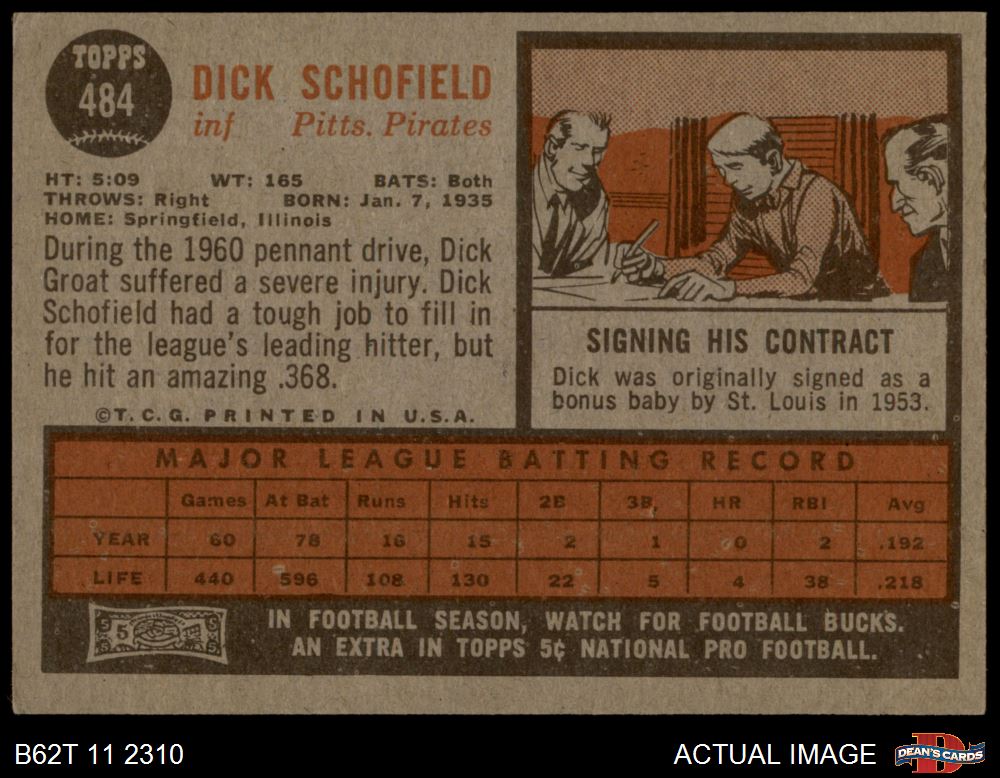 TOPPS
484
DICK SCHOFIELD
inf Pitts. Pirates
HT: 5:09 WT: 165 BATS: Both
THROWS: Right BORN: Jan. 7, 1935
HOME: Springfield, Illinois
During the 1960 pennant drive, Dick
Groat suffered a severe injury. Dick
Schofield had a tough job to fill in
for the league's leading hitter, but
he hit an amazing .368.
©T.C.G. PRINTED IN U.S.A.
SIGNING HIS CONTRACT
Dick was originally signed as a
bonus baby by St. Louis in 1953.
MAJOR LEAGUE BATTING RECORD
Games At Bat Runs Hits 2B 3B RBI HR Avg
YEAR 60 78 16 15 2 1 0 2 .192
LIFE 440 596 108 130 22 5 4 38 .218
5 5 5 5 5
IN FOOTBALL SEASON, WATCH FOR FOOTBALL BUCKS.
AN EXTRA IN TOPPS 5¢ NATIONAL PRO FOOTBALL.
B62T 11 2310
ACTUAL IMAGE
DEAN'S CARDS